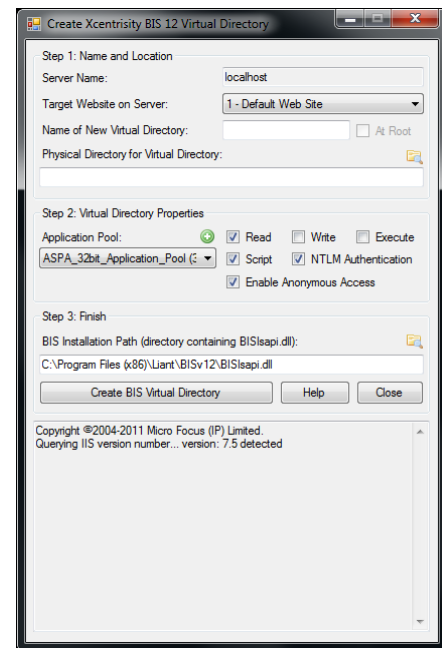 Create Xcentrisity BIS 12 Virtual Directory
Step 1: Name and Location
Server Name: localhost
Target Website on Server: 1 - Default Web Site
Name of New Virtual Directory: At Root
Physical Directory for Virtual Directory:
Step 2: Virtual Directory Properties
Application Pool: Read Write Execute
ASPA_32bit_Application_Pool (3 Script NTLM Authentication
Enable Anonymous Access
Step 3: Finish
BIS Installation Path (directory containing BISIsapi.dll):
C:\Program Files (x86)\Liant\BISv12\BISIsapi.dll
Create BIS Virtual Directory Help Close
Copyright ©2004-2011 Micro Focus (IP) Limited.
Querying IIS version number... version: 7.5 detected